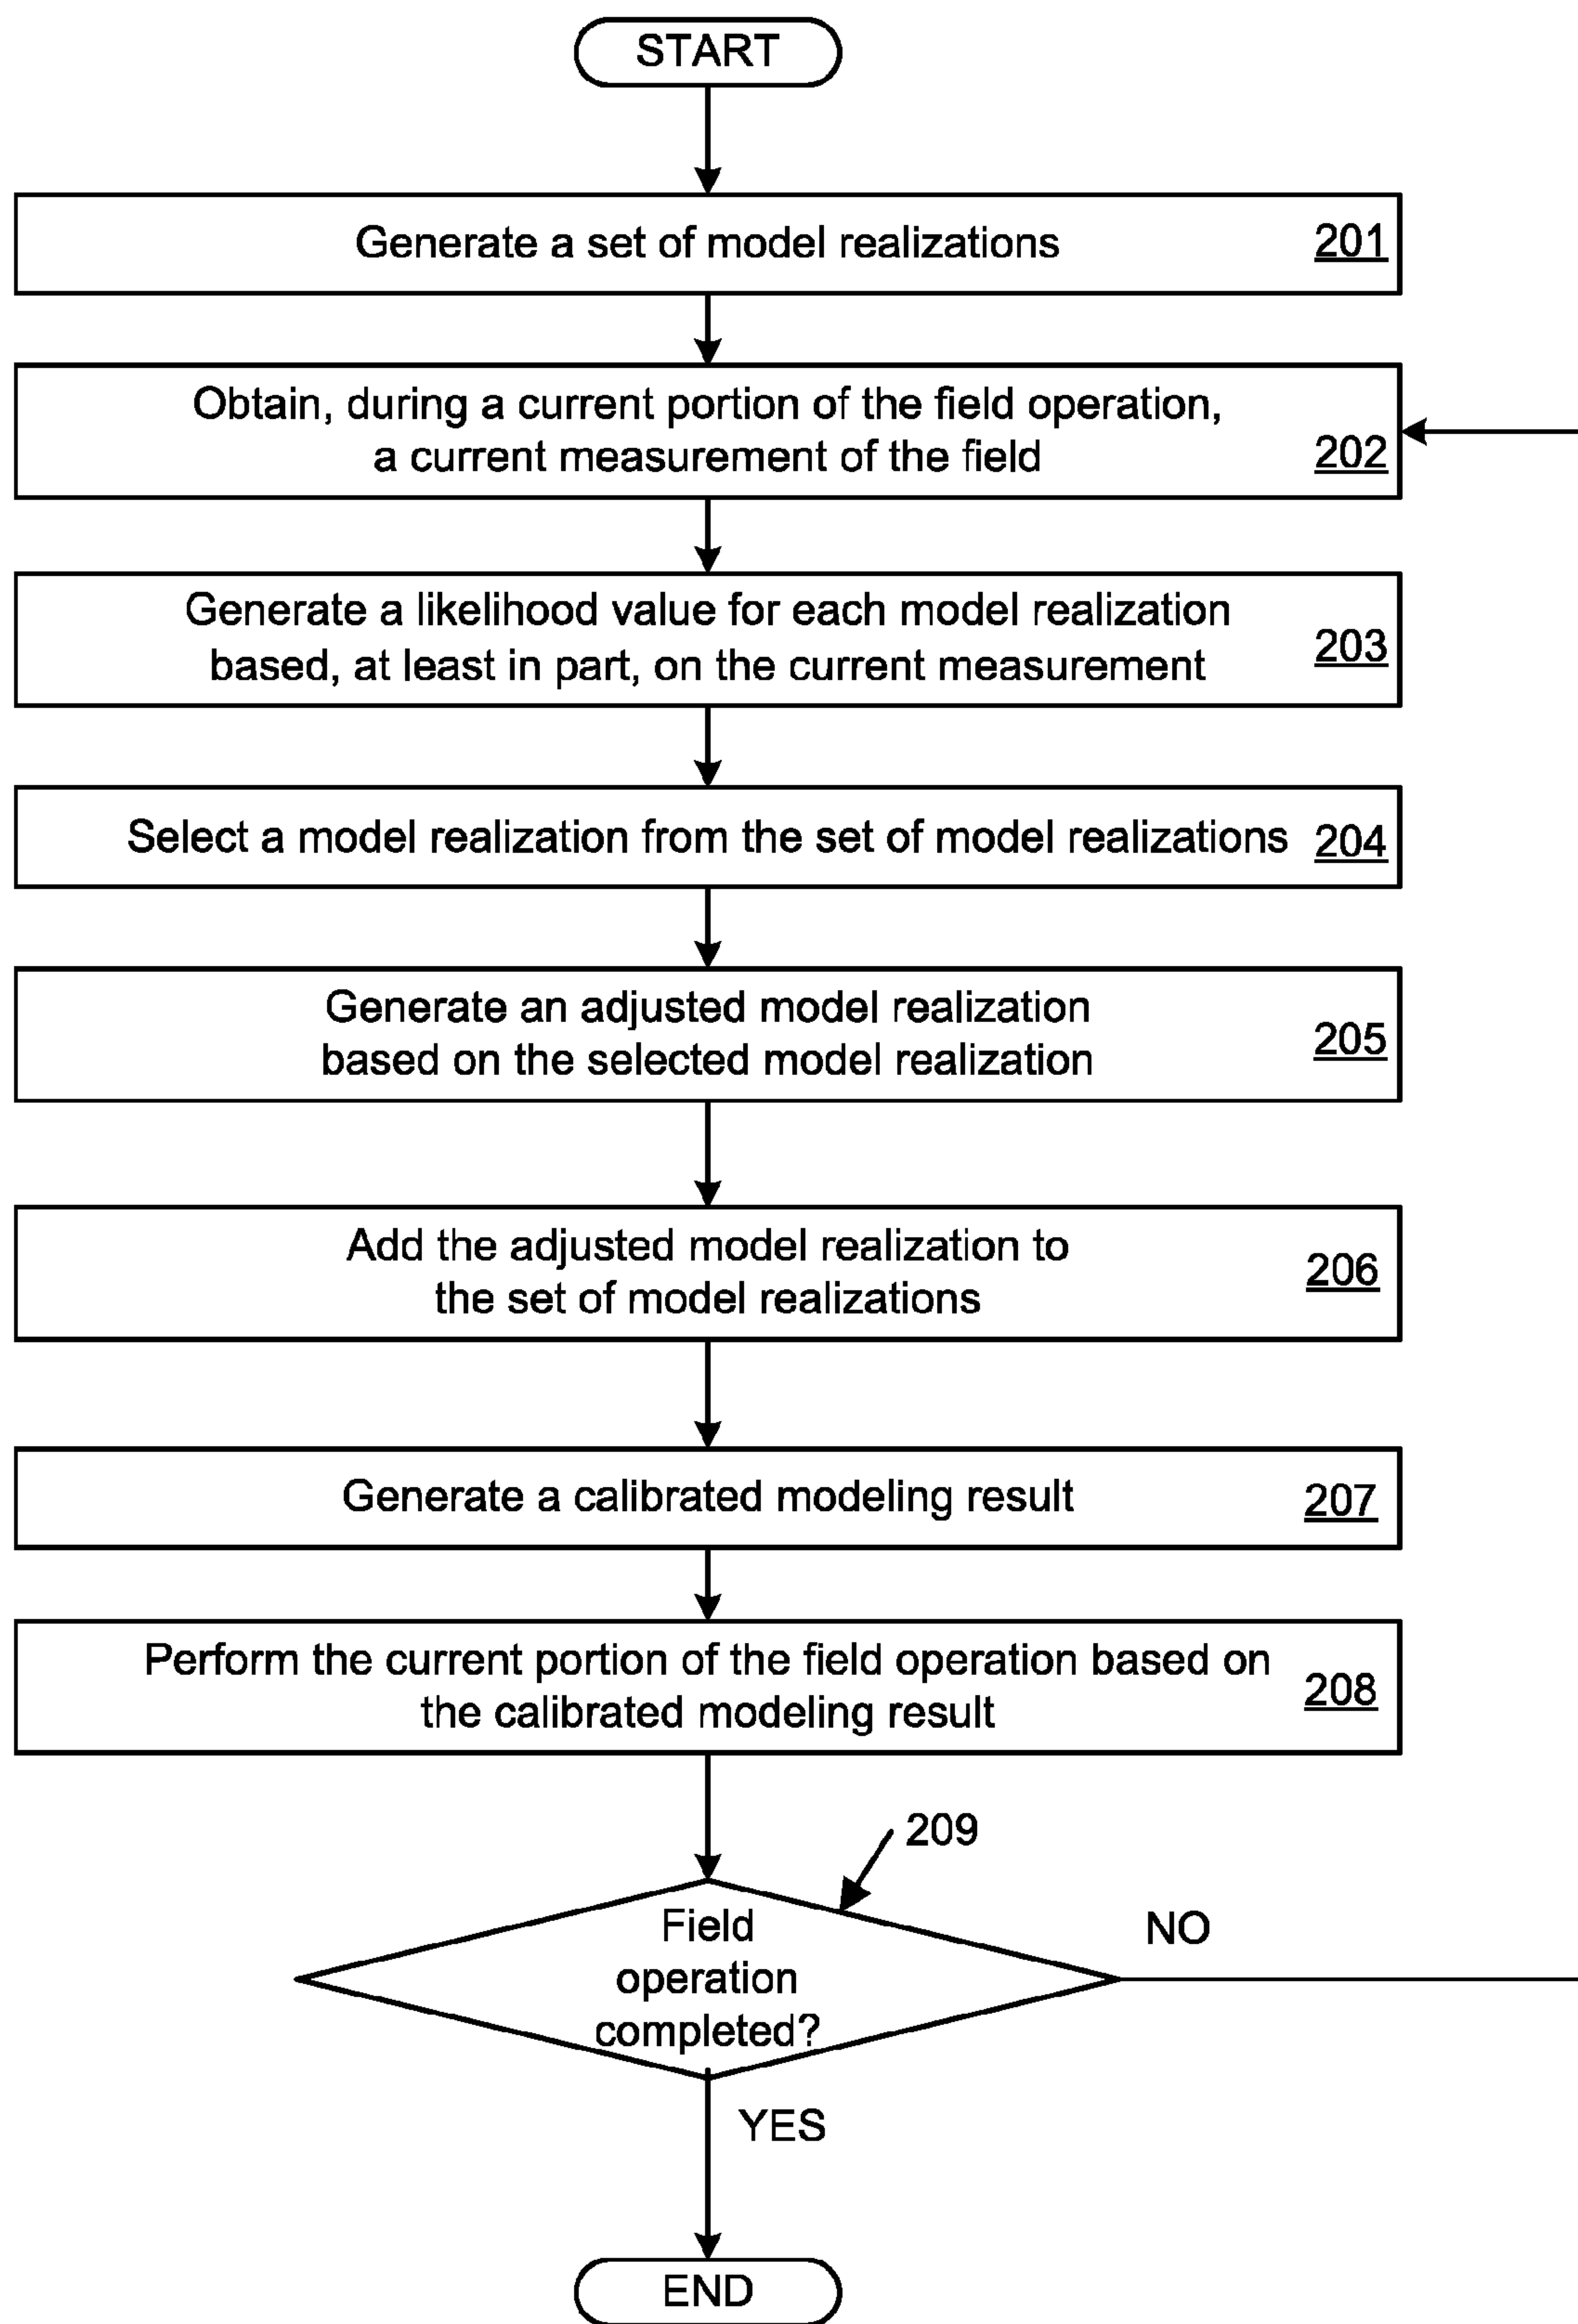 START
Generate a set of model realizations 201
Obtain, during a current portion of the field operation,
a current measurement of the field 202
Generate a likelihood value for each model realization
based, at least in part, on the current measurement 203
Select a model realization from the set of model realizations 204
Generate an adjusted model realization
based on the selected model realization 205
Add the adjusted model realization to
the set of model realizations 206
Generate a calibrated modeling result 207
Perform the current portion of the field operation based on
the calibrated modeling result 208
209
Field
operation
completed?
NO
YES
END